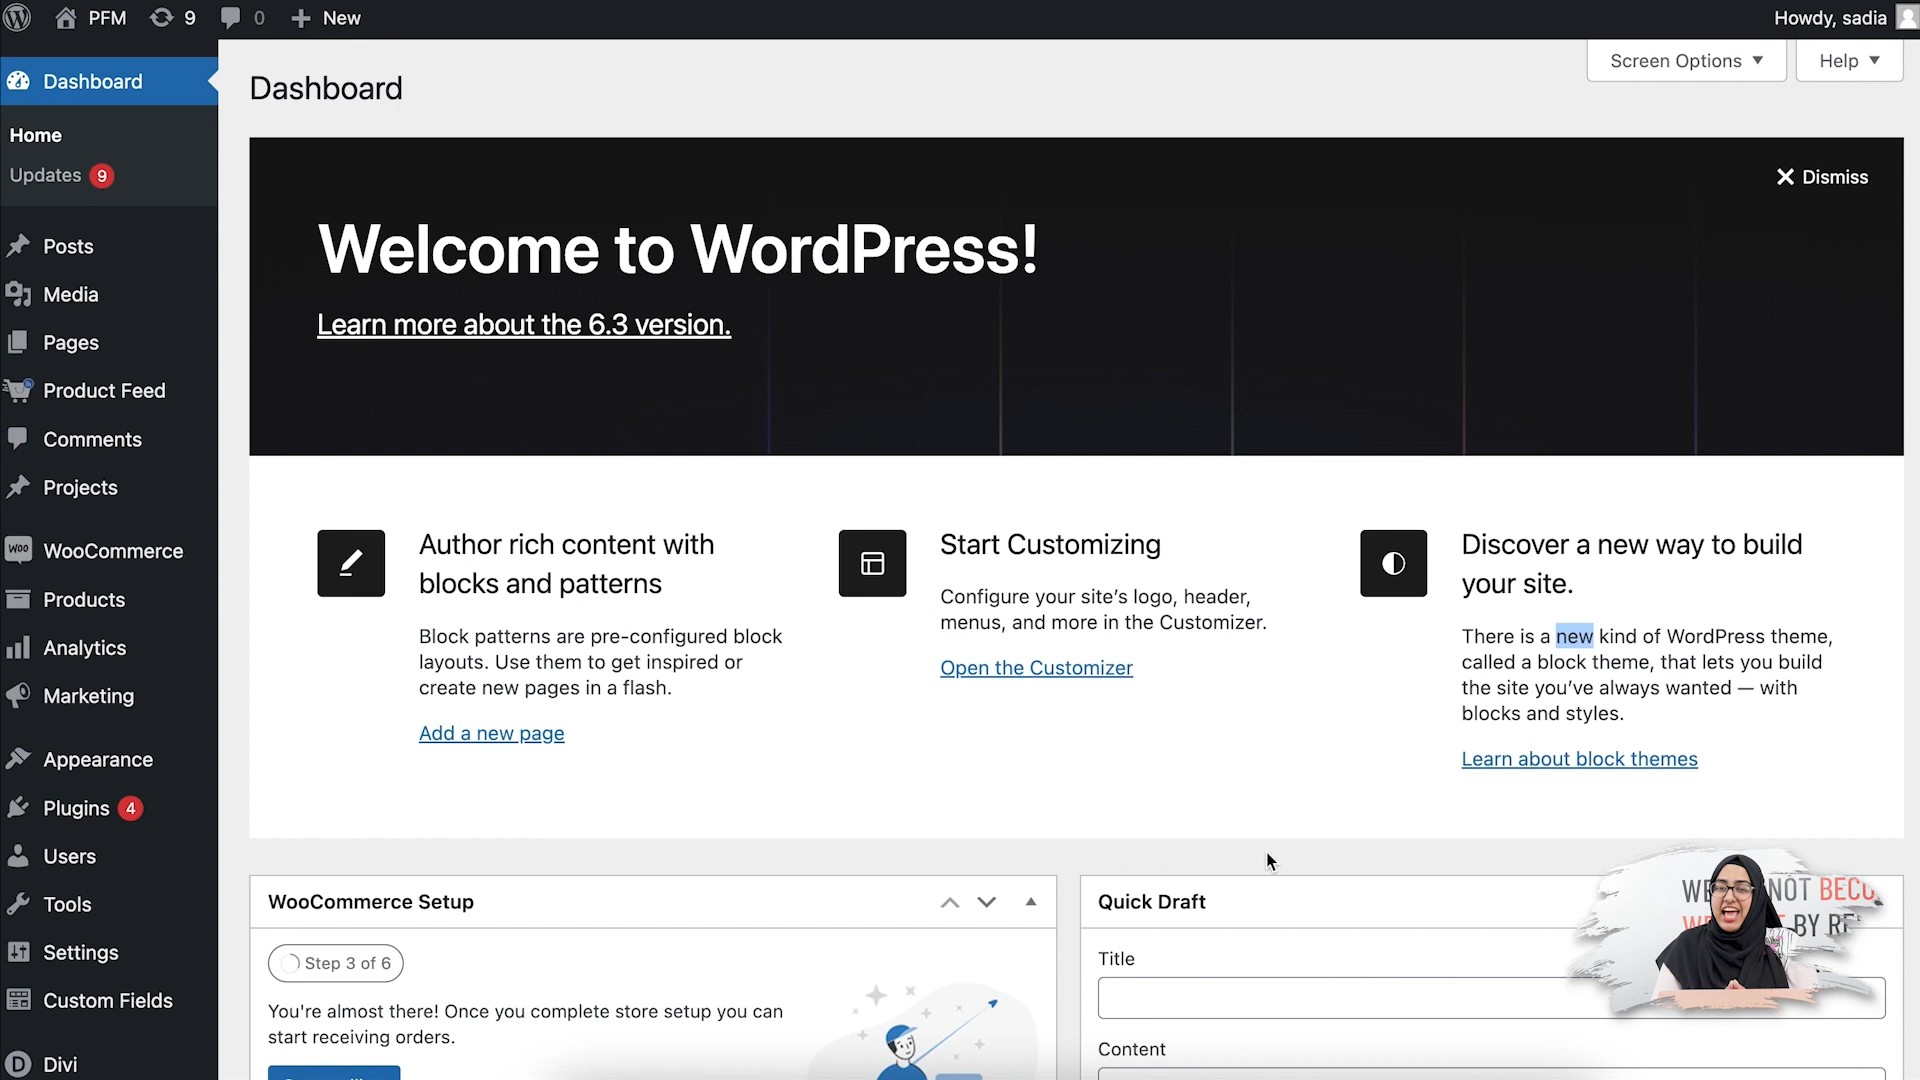 PFM
9
0
New
Howdy, sadia
Dashboard
Home
Updates 9
Posts
Media
Pages
Product Feed
Comments
Projects
Woo WooCommerce
Products
Analytics
Marketing
Appearance
Plugins 4
Users
Tools
Settings
Custom Fields
Divi
Screen Options
Help
Dashboard
Dismiss
Welcome to WordPress!
Learn more about the 6.3 version.
Author rich content with
blocks and patterns
Block patterns are pre-configured block
layouts. Use them to get inspired or
create new pages in a flash.
Add a new page
Start Customizing
Configure your site’s logo, header,
menus, and more in the Customizer.
Open the Customizer
Discover a new way to build
your site.
There is a new kind of WordPress theme,
called a block theme, that lets you build
the site you’ve always wanted — with
blocks and styles.
Learn about block themes
WooCommerce Setup
Step 3 of 6
You're almost there! Once you complete store setup you can
start receiving orders.
Quick Draft
Title
Content
NOT
BY